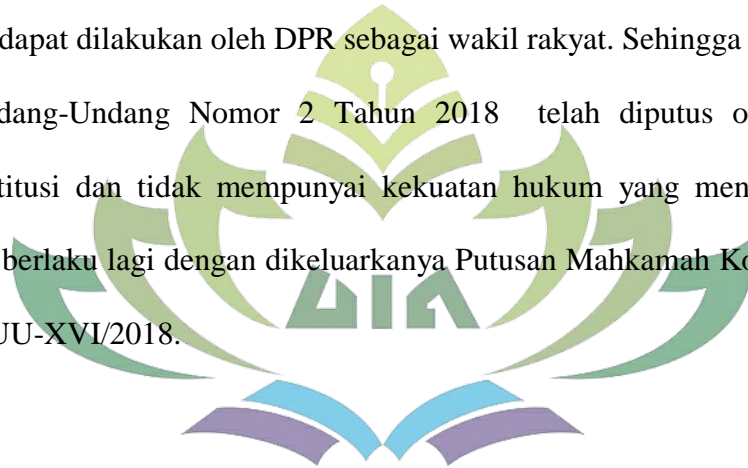 dapat dilakukan oleh DPR sebagai wakil rakyat. Sehingga
dang-Undang Nomor 2 Tahun 2018 telah diputus o
titusi dan tidak mempunyai kekuatan hukum yang men
berlaku lagi dengan dikeluarkanya Putusan Mahkamah Ko
UU-XVI/2018.
UIN